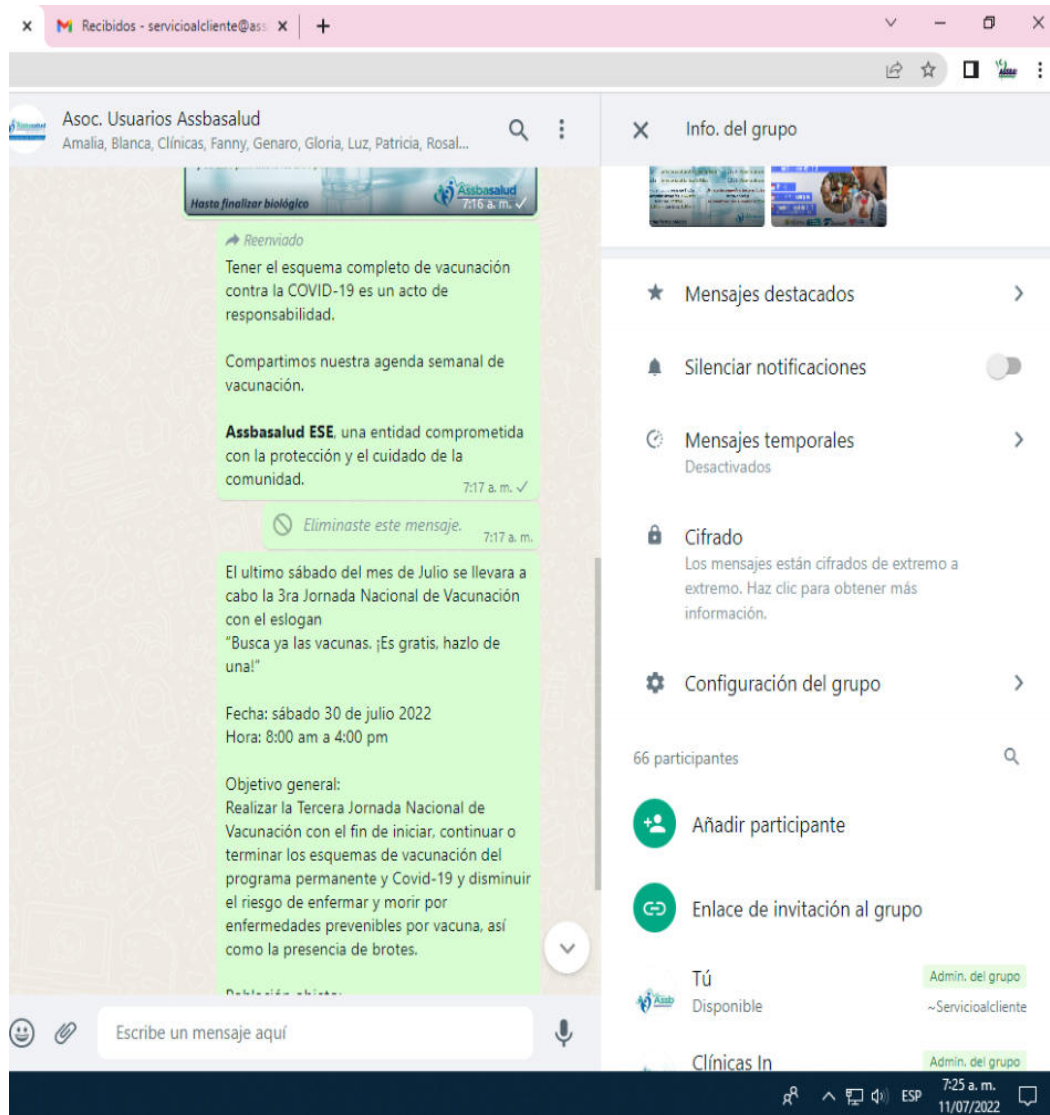 Recibidos - servicioalcliente@ass
Asoc. Usuarios Assbasalud
Amalia, Blanca, Clínicas, Fanny, Genaro, Gloria, Luz, Patricia, Rosal...
Hasta finalizar biológico
Assbasalud
7:16 a. m.
Reenviado
Tener el esquema completo de vacunación
contra la COVID-19 es un acto de
responsabilidad.
Compartimos nuestra agenda semanal de
vacunación.
Assbasalud ESE, una entidad comprometida
con la protección y el cuidado de la
comunidad.
7:17 a. m.
Eliminaste este mensaje.
7:17 a. m.
El ultimo sábado del mes de Julio se llevara a
cabo la 3ra Jornada Nacional de Vacunación
con el eslogan
"Busca ya las vacunas. ¡Es gratis, hazlo de
una!"
Fecha: sábado 30 de julio 2022
Hora: 8:00 am a 4:00 pm
Objetivo general:
Realizar la Tercera Jornada Nacional de
Vacunación con el fin de iniciar, continuar o
terminar los esquemas de vacunación del
programa permanente y Covid-19 y disminuir
el riesgo de enfermar y morir por
enfermedades prevenibles por vacuna, así
como la presencia de brotes.
Escribe un mensaje aquí
Info. del grupo
Mensajes destacados
Silenciar notificaciones
Mensajes temporales
Desactivados
Cifrado
Los mensajes están cifrados de extremo a
extremo. Haz clic para obtener más
información.
Configuración del grupo
66 participantes
Añadir participante
Enlace de invitación al grupo
Tú
Admin. del grupo
Disponible
~Servicioalcliente
Clínicas In
Admin. del grupo
ESP
7:25 a. m.
11/07/2022